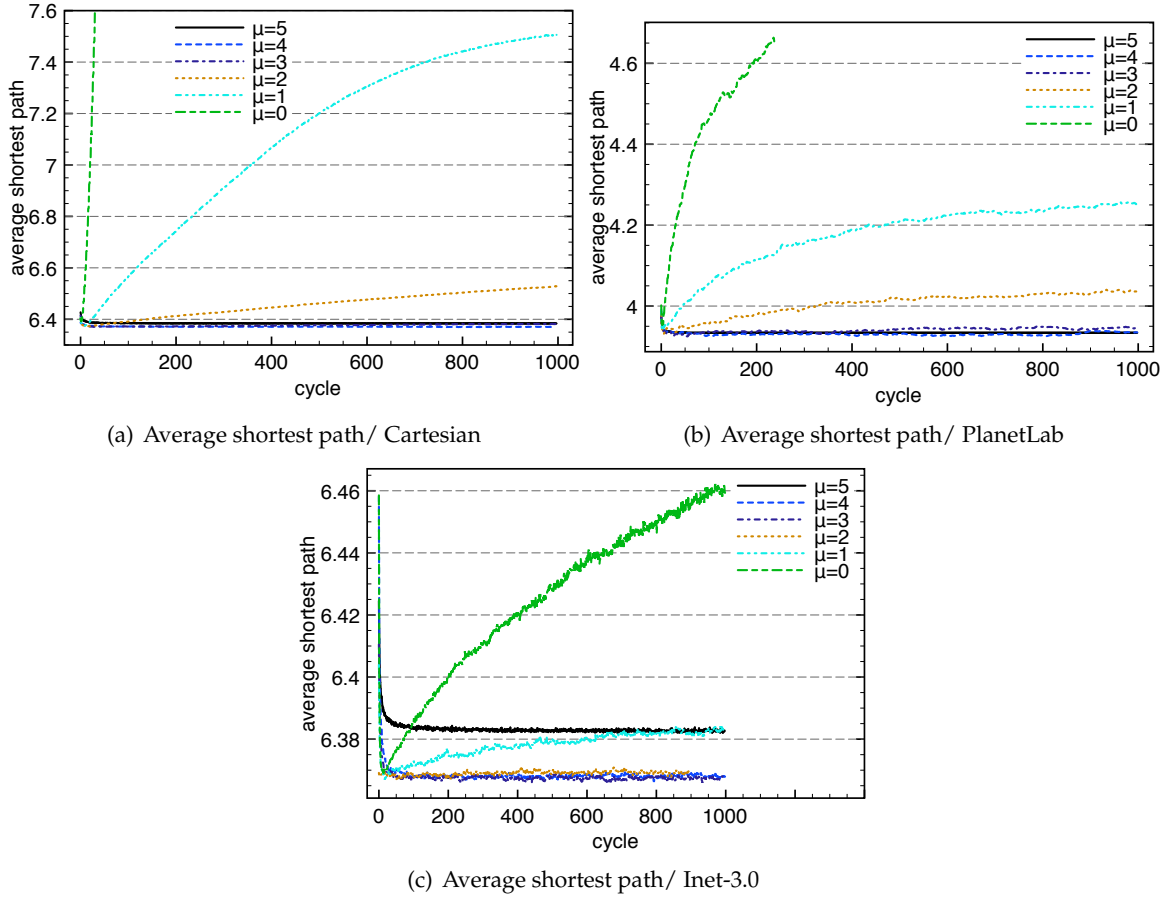 7.6
7.4
7.2
7
6.8
6.6
6.4
average shortest path
μ=5
μ=4
μ=3
μ=2
μ=1
μ=0
0 200 400 600 800 1000
cycle
(a) Average shortest path/ Cartesian
4.6
4.4
4.2
4
average shortest path
μ=5
μ=4
μ=3
μ=2
μ=1
μ=0
0 200 400 600 800 1000
cycle
(b) Average shortest path/ PlanetLab
6.46
6.44
6.42
6.4
6.38
average shortest path
μ=5
μ=4
μ=3
μ=2
μ=1
μ=0
0 200 400 600 800 1000
cycle
(c) Average shortest path/ Inet-3.0